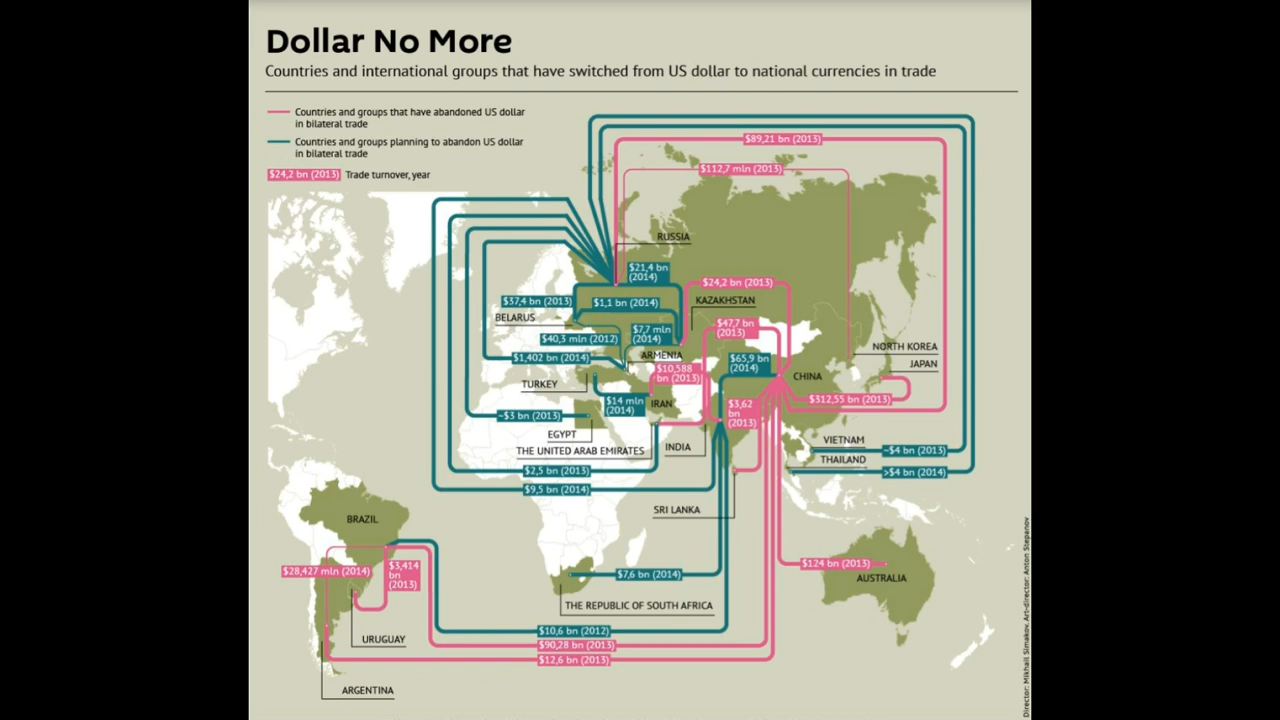 Dollar No More
Countries and international groups that have switched from US dollar to national currencies in trade
Countries and groups that have abandoned US dollar
in bilateral trade
Countries and groups planning to abandon US dollar
in bilateral trade
$24,2 bn (2013) Trade turnover, year
$89,21 bn (2013)
$112,7 mln (2013)
RUSSIA
$21,4 bn
(2014)
$24,2 bn (2013)
$37,4 bn (2013)
$1,1 bn (2014)
KAZAKHSTAN
BELARUS
$47,7 bn
(2013)
$40,3 mln (2012)
$7,7 mln
(2014)
NORTH KOREA
$1,402 bn (2014)
ARMENIA
$65,9 bn
(2014)
JAPAN
$10,588
bn (2013)
CHINA
TURKEY
$14 mln
(2014)
IRAN
$3,62
bn
(2013)
$312,55 bn (2013)
~$3 bn (2013)
EGYPT
VIETNAM
THE UNITED ARAB EMIRATES
INDIA
~$4 bn (2013)
THAILAND
$2,5 bn (2013)
>$4 bn (2014)
$9,5 bn (2014)
SRI LANKA
BRAZIL
$28,427 mln (2014)
$3,414
bn
(2013)
$7,6 bn (2014)
$124 bn (2013)
AUSTRALIA
THE REPUBLIC OF SOUTH AFRICA
$10,6 bn (2012)
URUGUAY
$90,28 bn (2013)
$12,6 bn (2013)
ARGENTINA
Director: Mikhail Simakov, Art-director: Anton Stepanov